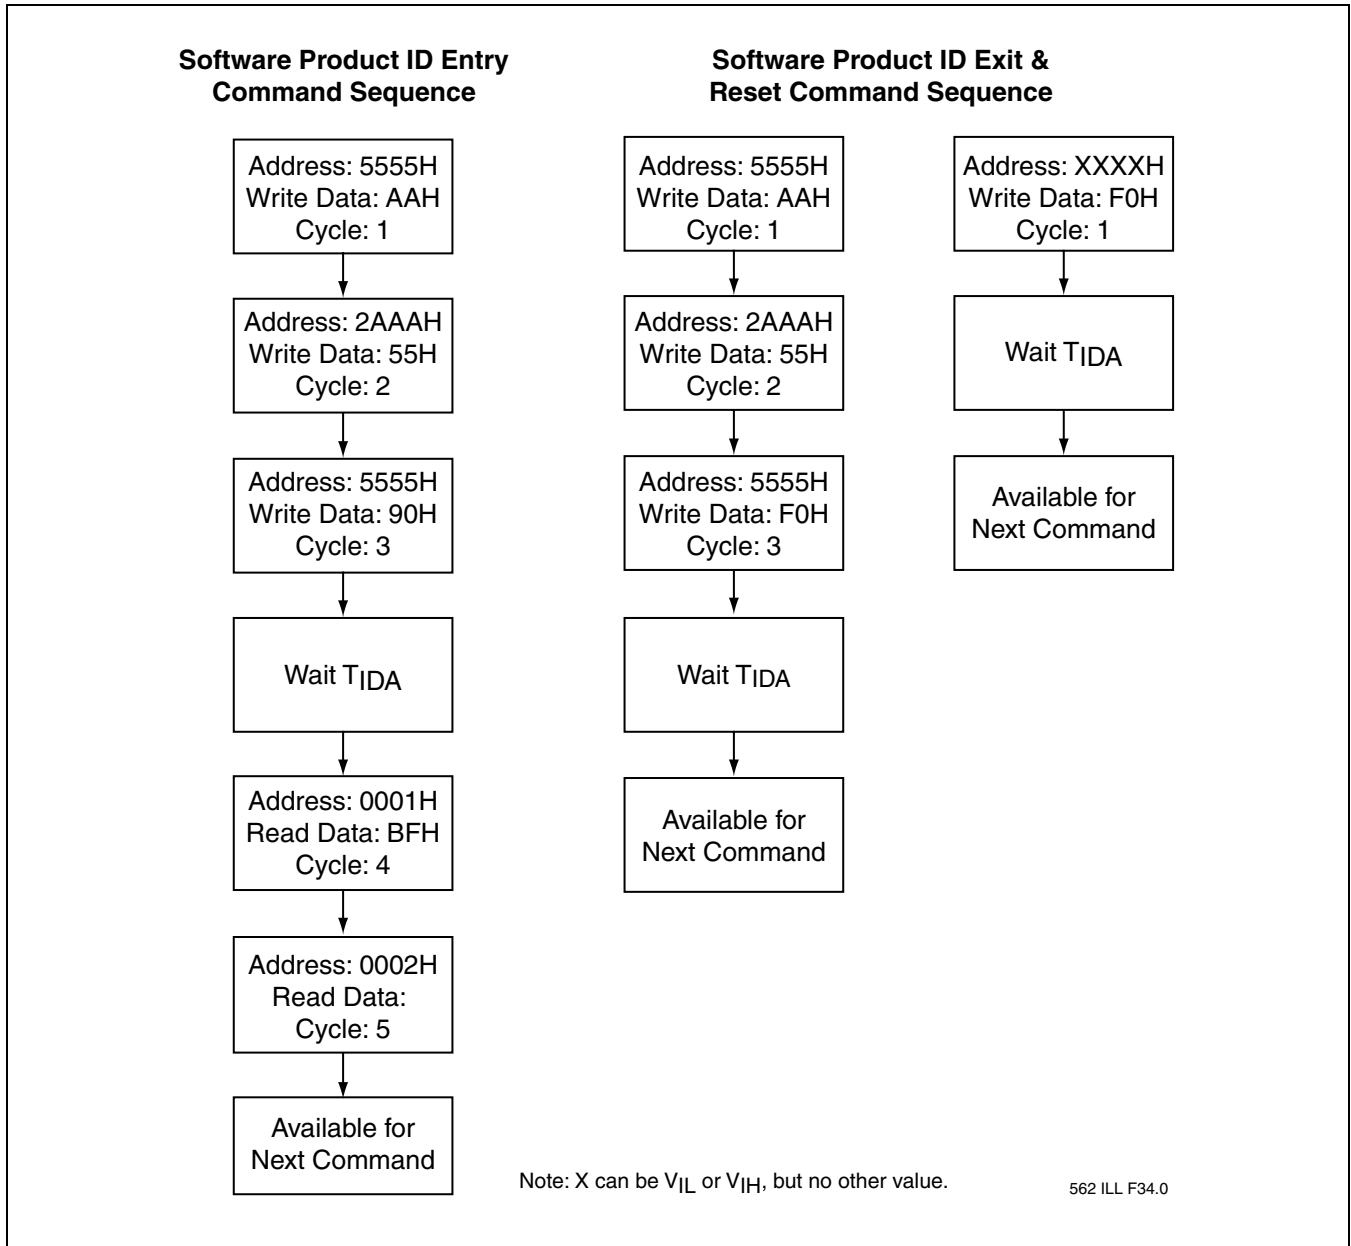 Software Product ID Entry
Command Sequence
Address: 5555H
Write Data: AAH
Cycle: 1
Address: 2AAAH
Write Data: 55H
Cycle: 2
Address: 5555H
Write Data: 90H
Cycle: 3
Wait TIDA
Address: 0001H
Read Data: BFH
Cycle: 4
Address: 0002H
Read Data:
Cycle: 5
Available for
Next Command
Software Product ID Exit &
Reset Command Sequence
Address: 5555H
Write Data: AAH
Cycle: 1
Address: 2AAAH
Write Data: 55H
Cycle: 2
Address: 5555H
Write Data: F0H
Cycle: 3
Wait TIDA
Available for
Next Command
Address: XXXXH
Write Data: F0H
Cycle: 1
Wait TIDA
Available for
Next Command
Note: X can be VIL or VIH, but no other value.
562 ILL F34.0